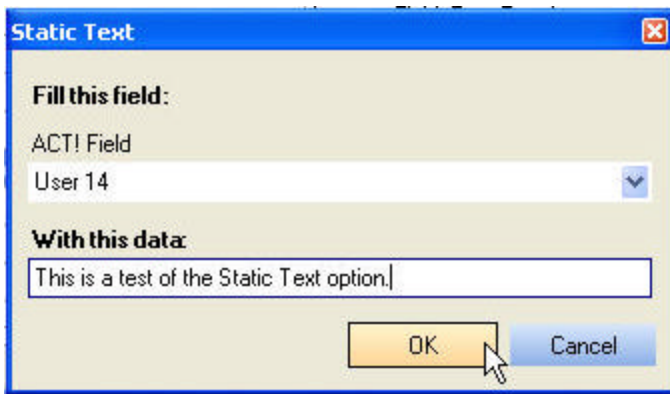 Static Text
Fill this field:
ACT! Field
User 14
With this data:
This is a test of the Static Text option.
OK
Cancel